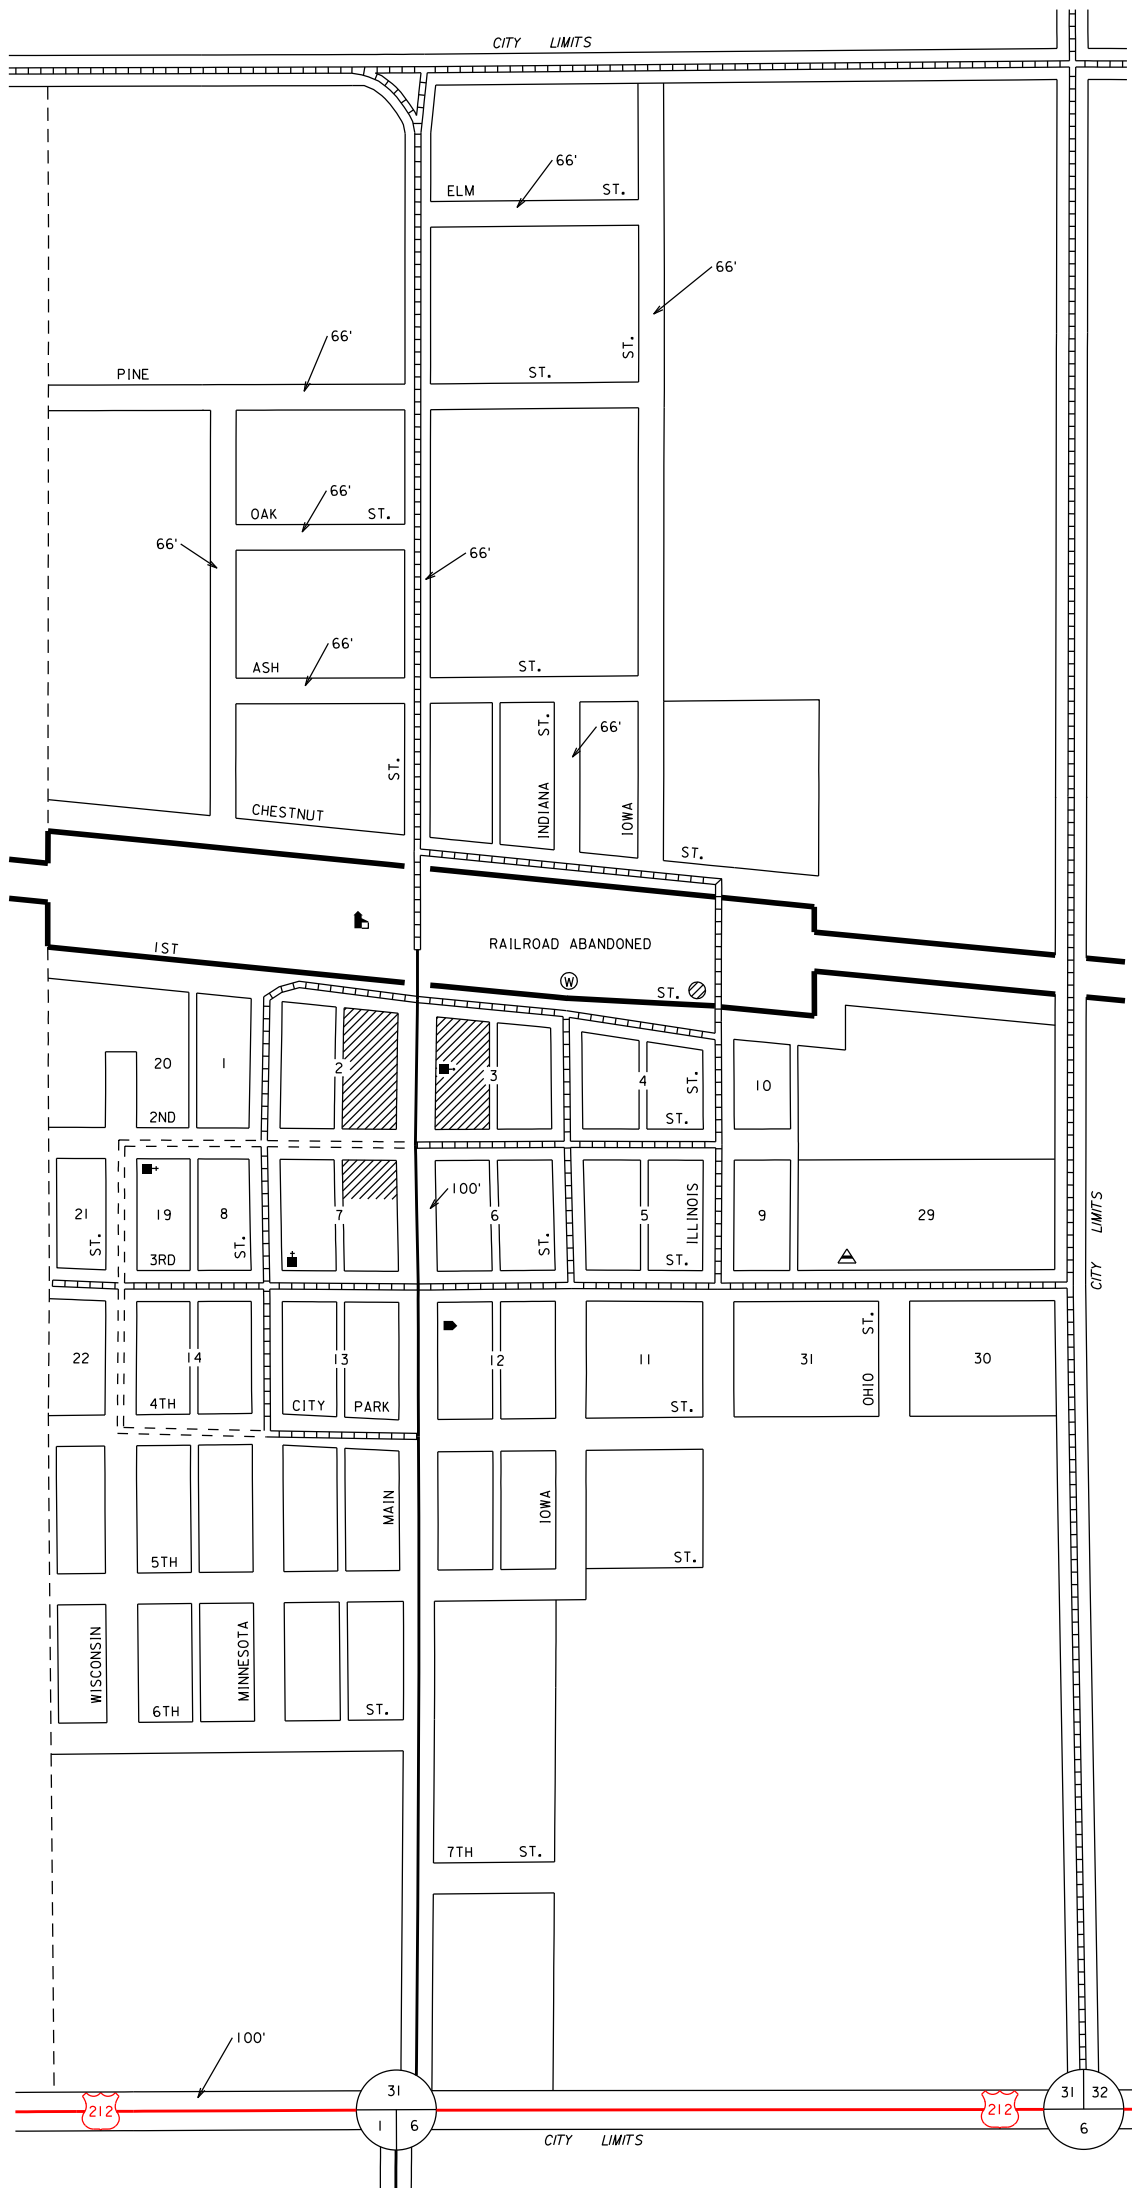 CITY LIMITS
66'
ELM ST.
66'
ST.
66'
PINE
ST.
66'
OAK ST.
66'
66'
66'
ASH
ST.
ST.
66'
ST.
INDIANA
IOWA
CHESTNUT
ST.
1ST
RAILROAD ABANDONED
W
ST.
20
1
2
3
4
ST.
10
2ND
ST.
100'
21
ST.
19
8
ST.
7
6
ST.
5
ILLINOIS
9
29
CITY LIMITS
3RD
ST.
22
14
13
12
11
31
ST.
OHIO
30
4TH
CITY PARK
ST.
MAIN
IOWA
5TH
ST.
WISCONSIN
MINNESOTA
6TH
ST.
7TH ST.
100'
31
1 6
212
212
31 32
6
CITY LIMITS